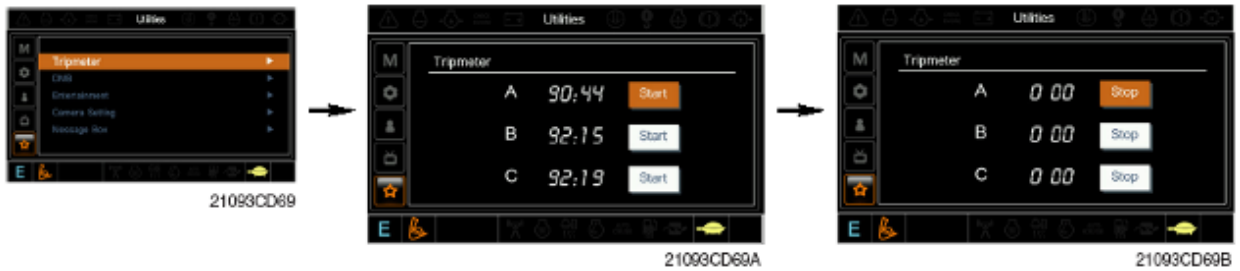 Utilities
M
Tripmeter
DMB
Entertainment
Camera Setting
Message Box
E
21093CD69
Utilities
M
Tripmeter
A 90:44 Start
B 92:15 Start
C 92:19 Start
E
21093CD69A
Utilities
M
Tripmeter
A 0 00 Stop
B 0 00 Stop
C 0 00 Stop
E
21093CD69B